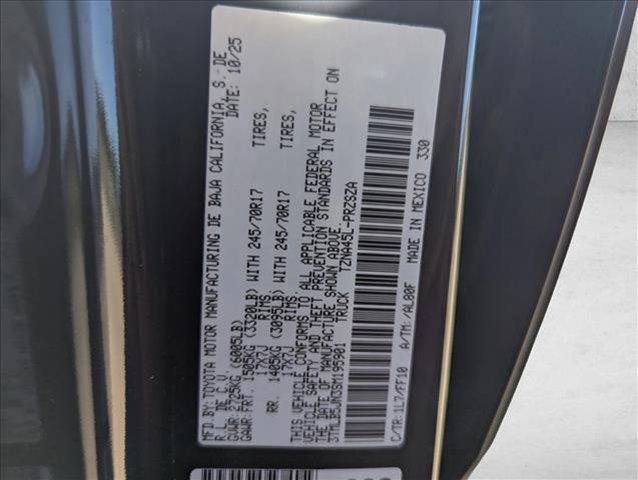 MFD.BY:TOYOTA MOTOR MANUFACTURING DE BAJA CALIFORNIA, S. DE
R. L. DE C.V. DATE: 10/25
GVWR: 2725KG (6005LB)
GAWR: FRT. 1505KG (3320LB) WITH 245/70R17 TIRES,
17X7J RIMS,
RR. 1405KG (3095LB) WITH 245/70R17 TIRES,
17X7J RIMS
THIS VEHICLE CONFORMS TO ALL APPLICABLE FEDERAL MOTOR
VEHICLE SAFETY AND THEFT PREVENTION STANDARDS IN EFFECT ON
THE DATE OF MANUFACTURE SHOWN ABOVE.
3TMLB5JN3SM195901 TRUCK TZNA45L-PRZSZA
C/TR:1L7/FF10 A/TM:/AL00F MADE IN MEXICO 330